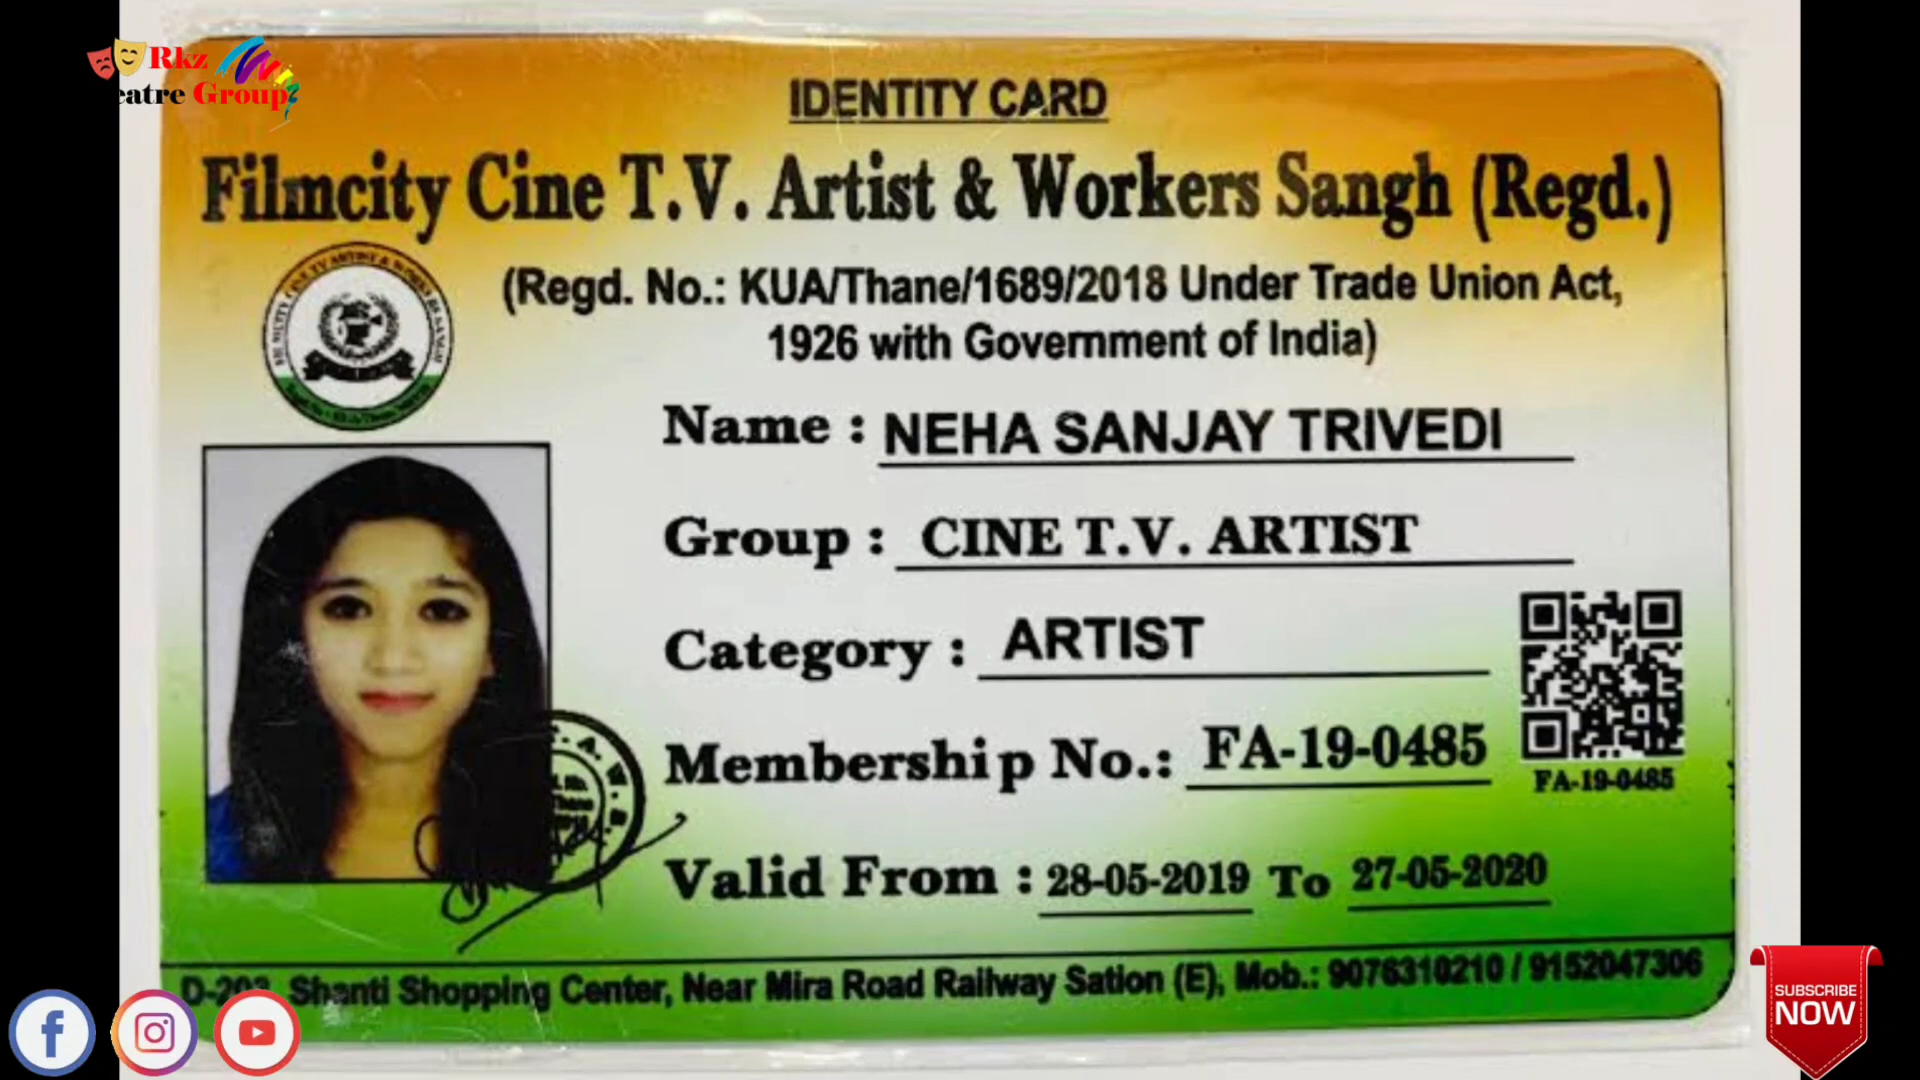 Rkz
eatre Group
IDENTITY CARD
Filmcity Cine T.V. Artist & Workers Sangh (Regd.)
(Regd. No.: KUA/Thane/1689/2018 Under Trade Union Act,
1926 with Government of India)
Name : NEHA SANJAY TRIVEDI
Group : CINE T.V. ARTIST
Category : ARTIST
Membership No.: FA-19-0485
FA-19-0485
Valid From : 28-05-2019 To 27-05-2020
Shanti Shopping Center, Near Mira Road Railway Sation (E), Mob.: 9076310210 / 9152047306
SUBSCRIBE
NOW